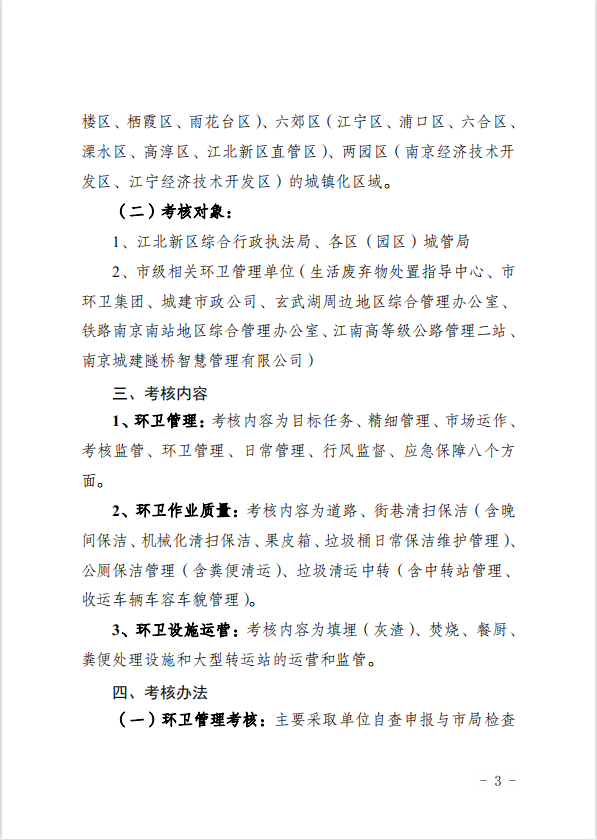 楼区、栖霞区、雨花台区）、六郊区（江宁区、浦口区、六合区、
溧水区、高淳区、江北新区直管区）、两园区（南京经济技术开
发区、江宁经济技术开发区）的城镇化区域。
（二）考核对象：
1、江北新区综合行政执法局、各区（园区）城管局
2、市级相关环卫管理单位（生活废弃物处置指导中心、市
环卫集团、城建市政公司、玄武湖周边地区综合管理办公室、
铁路南京南站地区综合管理办公室、江南高等级公路管理二站、
南京城建隧桥智慧管理有限公司）
三、考核内容
1、环卫管理：考核内容为目标任务、精细管理、市场运作、
考核监管、环卫管理、日常管理、行风监督、应急保障八个方
面。
2、环卫作业质量：考核内容为道路、街巷清扫保洁（含晚
间保洁、机械化清扫保洁、果皮箱、垃圾桶日常保洁维护管理）、
公厕保洁管理（含粪便清运）、垃圾清运中转（含中转站管理、
收运车辆车容车貌管理）。
3、环卫设施运营：考核内容为填埋（灰渣）、焚烧、餐厨、
粪便处理设施和大型转运站的运营和监管。
四、考核办法
（一）环卫管理考核：主要采取单位自查申报与市局检查
- 3 -